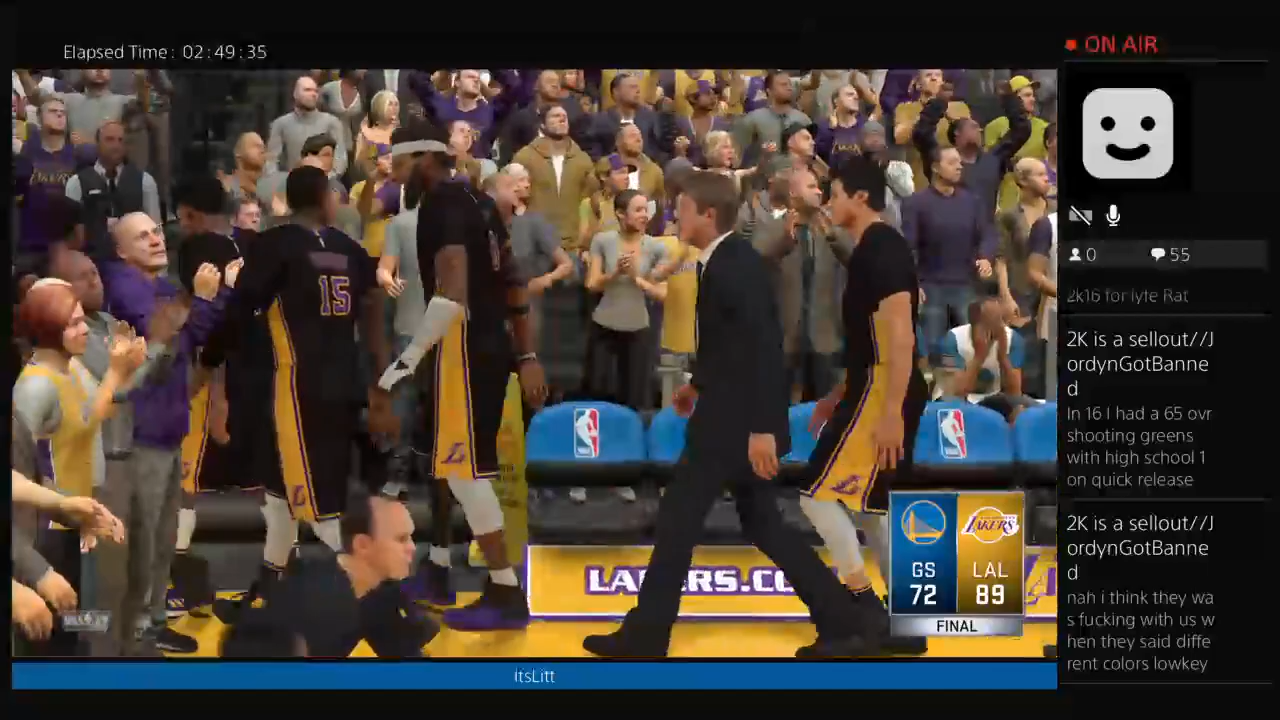 Elapsed Time: 02:49:35
ON AIR
0 55
2k16 for lyfe Rat
2K is a sellout//J
ordynGotBanne
d
In 16 I had a 65 ovr
shooting greens
with high school 1
on quick release
2K is a sellout//J
ordynGotBanne
d
nah i think they wa
s fucking with us w
hen they said diffe
rent colors lowkey
15
LAKERS
GS LAL
72 89
FINAL
ItsLitt